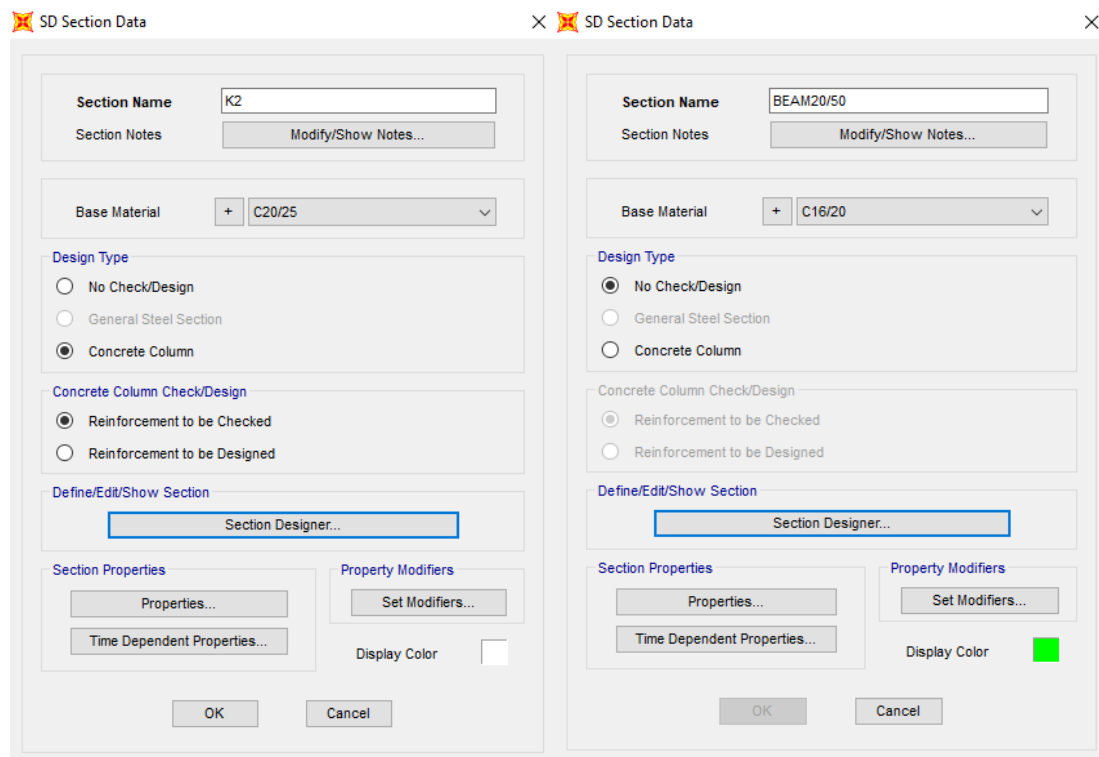 SD Section Data
Section Name K2
Section Notes Modify/Show Notes...
Base Material + C20/25
Design Type
No Check/Design
General Steel Section
Concrete Column
Concrete Column Check/Design
Reinforcement to be Checked
Reinforcement to be Designed
Define/Edit/Show Section
Section Designer...
Section Properties
Properties...
Time Dependent Properties...
Property Modifiers
Set Modifiers...
Display Color
OK Cancel
SD Section Data
Section Name BEAM20/50
Section Notes Modify/Show Notes...
Base Material + C16/20
Design Type
No Check/Design
General Steel Section
Concrete Column
Concrete Column Check/Design
Reinforcement to be Checked
Reinforcement to be Designed
Define/Edit/Show Section
Section Designer...
Section Properties
Properties...
Time Dependent Properties...
Property Modifiers
Set Modifiers...
Display Color
OK Cancel